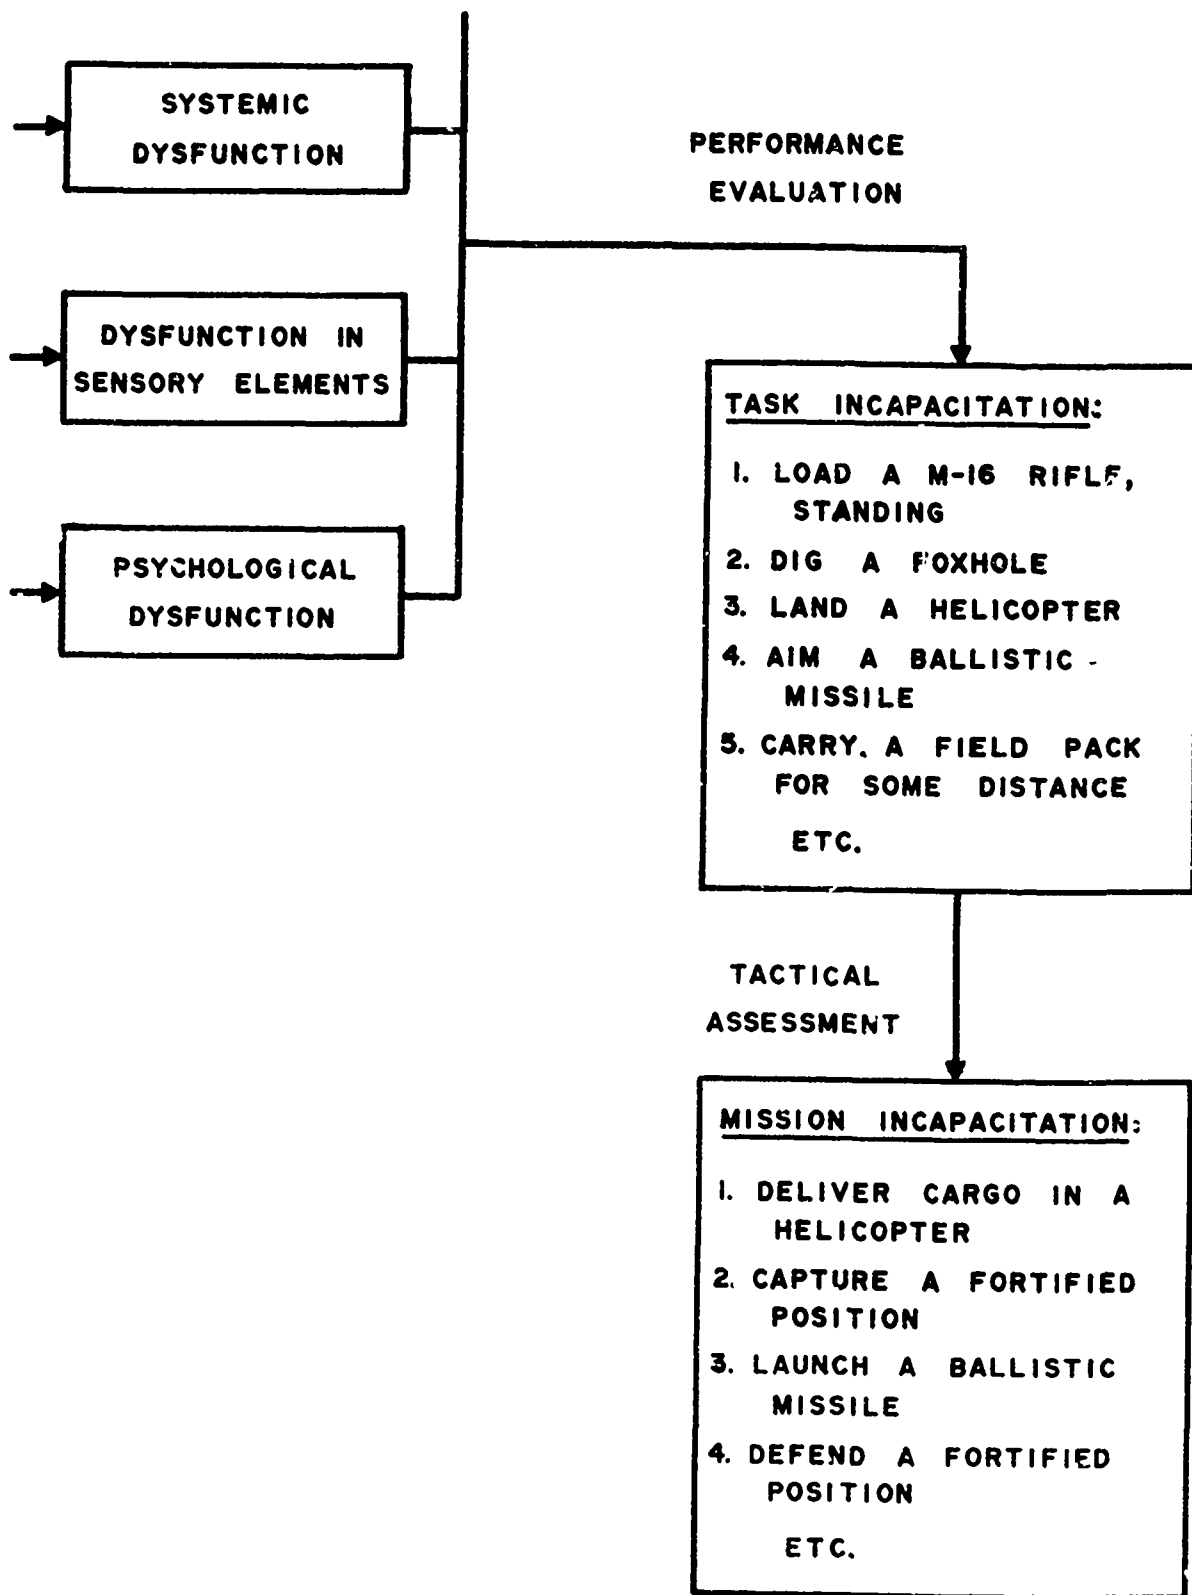 SYSTEMIC
DYSFUNCTION
DYSFUNCTION IN
SENSORY ELEMENTS
PSYCHOLOGICAL
DYSFUNCTION
PERFORMANCE
EVALUATION
TASK INCAPACITATION:
1. LOAD A M-16 RIFLE,
STANDING
2. DIG A FOXHOLE
3. LAND A HELICOPTER
4. AIM A BALLISTIC -
MISSILE
5. CARRY. A FIELD PACK
FOR SOME DISTANCE
ETC.
TACTICAL
ASSESSMENT
MISSION INCAPACITATION:
1. DELIVER CARGO IN A
HELICOPTER
2. CAPTURE A FORTIFIED
POSITION
3. LAUNCH A BALLISTIC
MISSILE
4. DEFEND A FORTIFIED
POSITION
ETC.